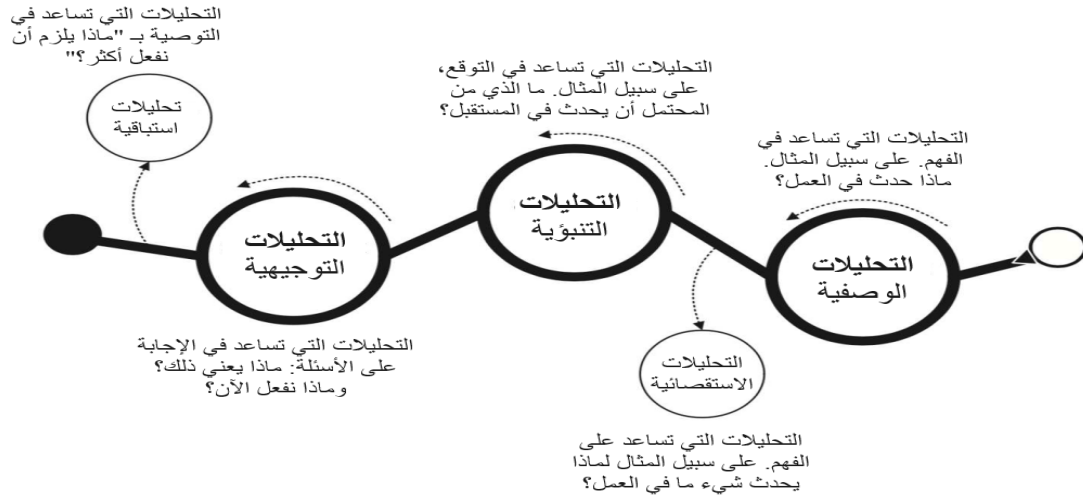 التحليلات التي تساعد في
الفهم. على سبيل المثال.
ماذا حدث في العمل؟
التحليلات
الوصفية
التحليلات
الاستقصائية
التحليلات التي تساعد على
الفهم. على سبيل المثال لماذا
يحدث شيء ما في العمل؟
التحليلات التي تساعد في التوقع،
على سبيل المثال. ما الذي من
المحتمل أن يحدث في المستقبل؟
التحليلات
التنبؤية
التحليلات
التوجيهية
التحليلات التي تساعد في الإجابة
على الأسئلة: ماذا يعني ذلك؟
وماذا نفعل الآن؟
التحليلات التي تساعد في
التوصية بـ "ماذا يلزم أن
نفعل أكثر؟"
تحليلات
استباقية